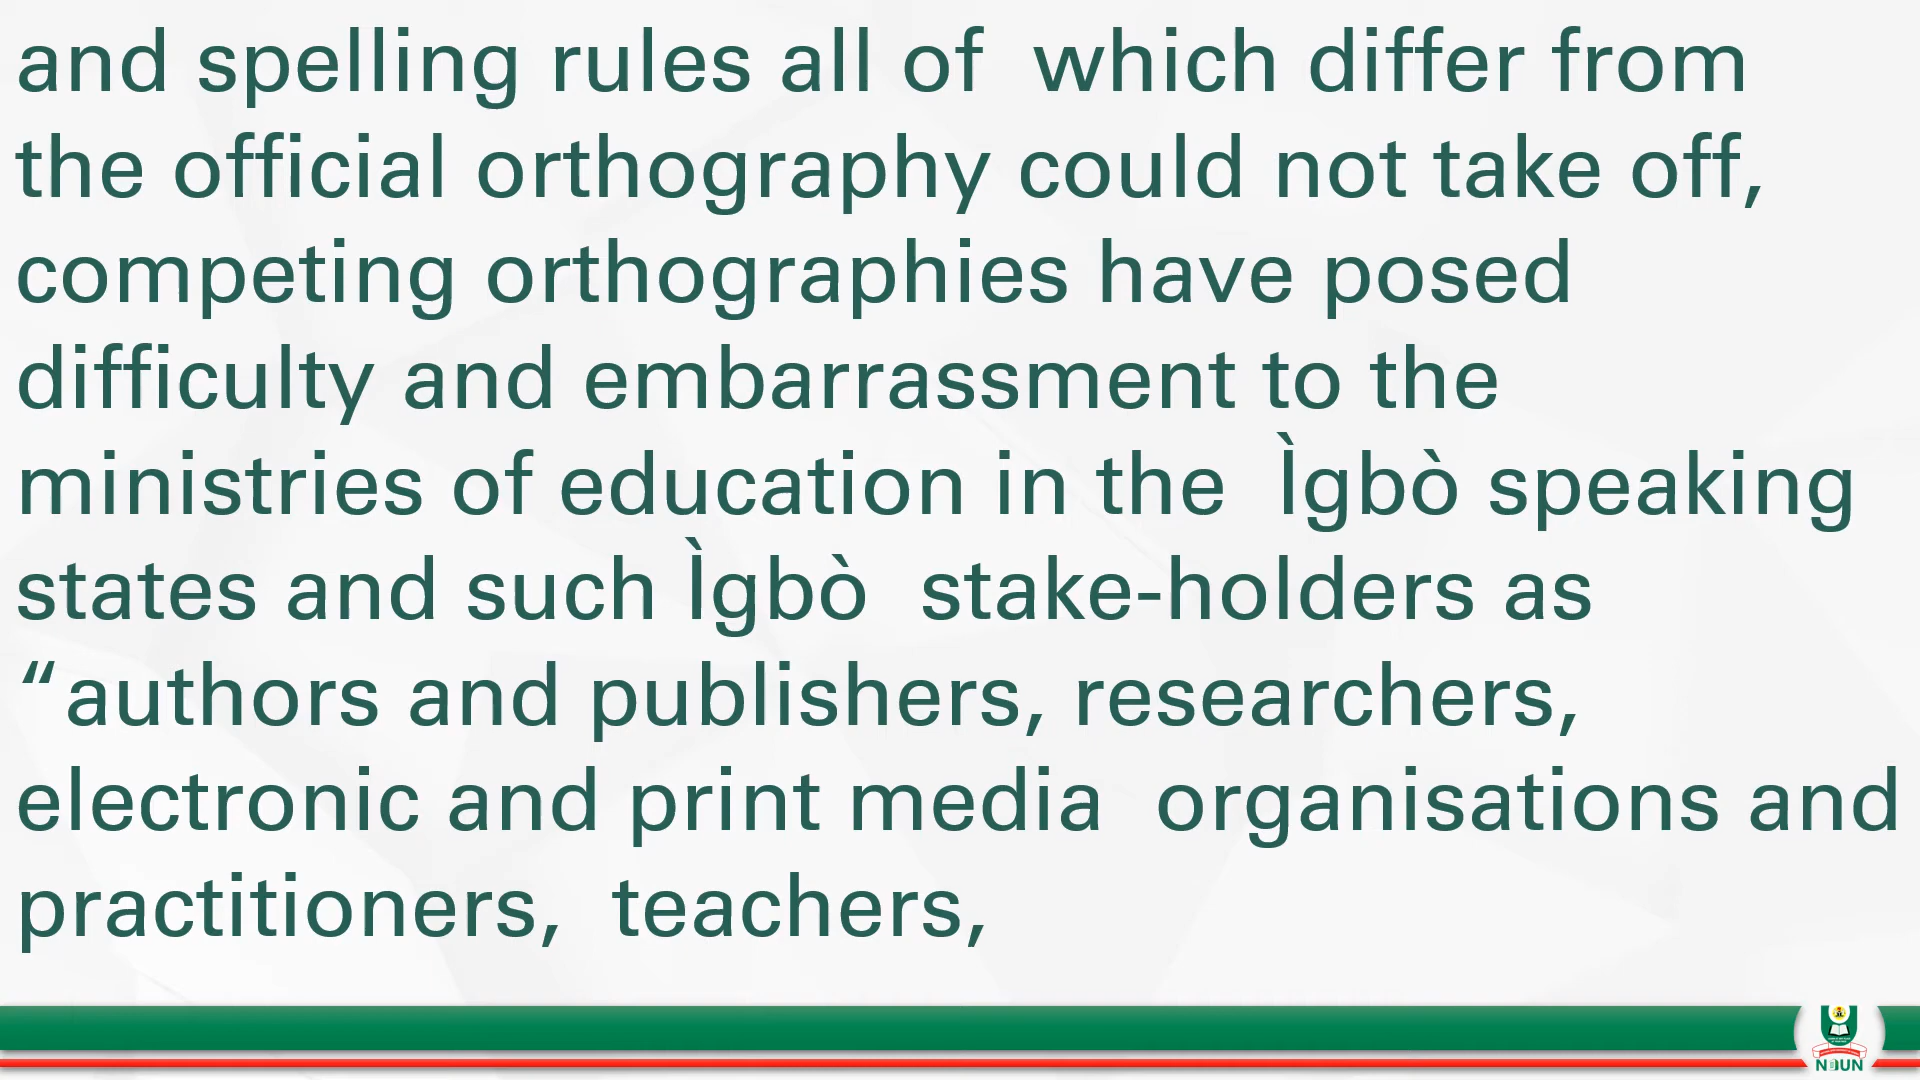 and spelling rules all of  which differ from
the official orthography could not take off,
competing orthographies have posed
difficulty and embarrassment to the
ministries of education in the  Ìgbò speaking
states and such Ìgbò  stake-holders as
“authors and publishers, researchers,
electronic and print media  organisations and
practitioners,  teachers,
NOUN